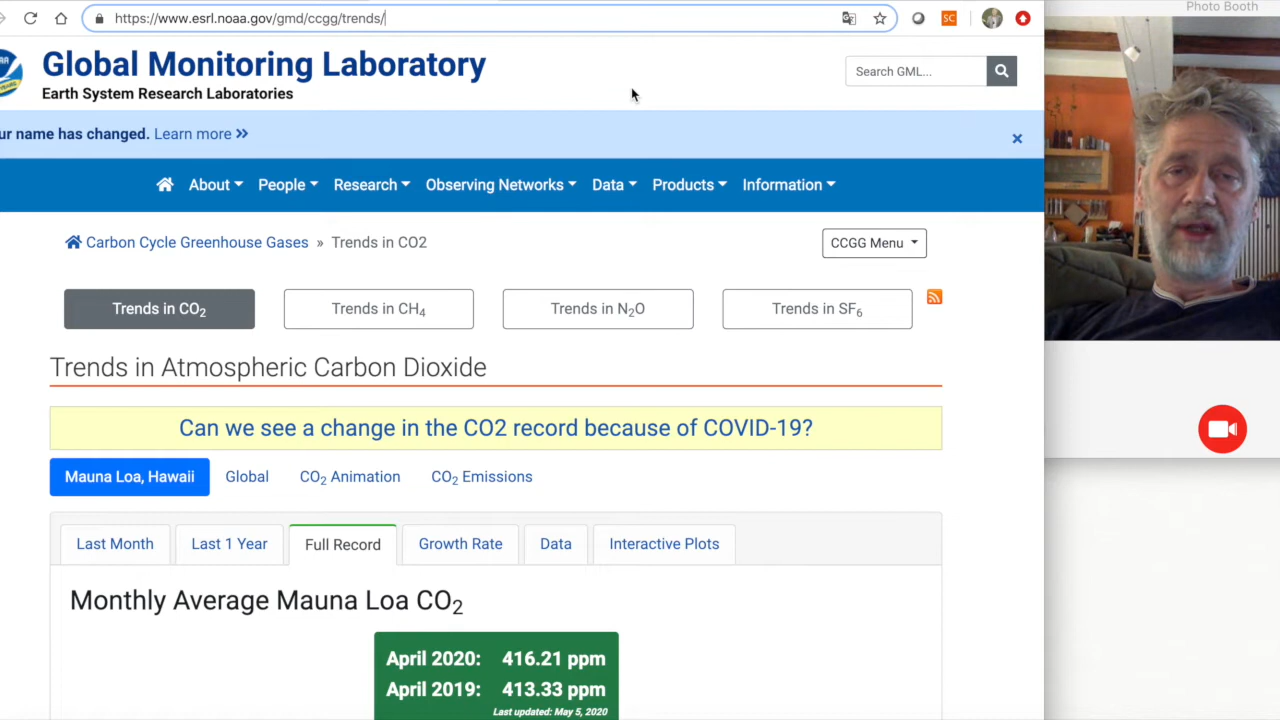 Photo Booth
https://www.esrl.noaa.gov/gmd/ccgg/trends/
SC
Global Monitoring Laboratory
Earth System Research Laboratories
Search GML...
ur name has changed. Learn more »
About People Research Observing Networks Data Products Information
Carbon Cycle Greenhouse Gases » Trends in CO2
CCGG Menu
Trends in CO₂ Trends in CH₄ Trends in N₂O Trends in SF₆
Trends in Atmospheric Carbon Dioxide
Can we see a change in the CO2 record because of COVID-19?
Mauna Loa, Hawaii Global CO₂ Animation CO₂ Emissions
Last Month Last 1 Year Full Record Growth Rate Data Interactive Plots
Monthly Average Mauna Loa CO₂
April 2020: 416.21 ppm
April 2019: 413.33 ppm
Last updated: May 5, 2020